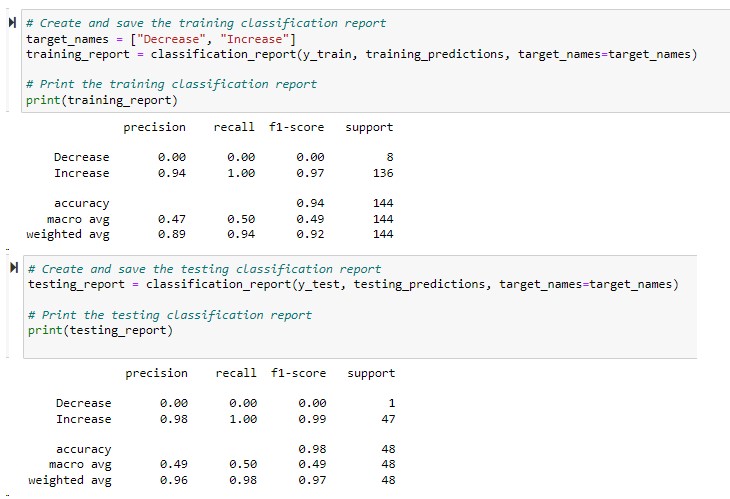 # Create and save the training classification report
target_names = ["Decrease", "Increase"]
training_report = classification_report(y_train, training_predictions, target_names=target_names)
# Print the training classification report
print(training_report)
precision recall f1-score support
Decrease 0.00 0.00 0.00 8
Increase 0.94 1.00 0.97 136
accuracy 0.94 144
macro avg 0.47 0.50 0.49 144
weighted avg 0.89 0.94 0.92 144
# Create and save the testing classification report
testing_report = classification_report(y_test, testing_predictions, target_names=target_names)
# Print the testing classification report
print(testing_report)
precision recall f1-score support
Decrease 0.00 0.00 0.00 1
Increase 0.98 1.00 0.99 47
accuracy 0.98 48
macro avg 0.49 0.50 0.49 48
weighted avg 0.96 0.98 0.97 48